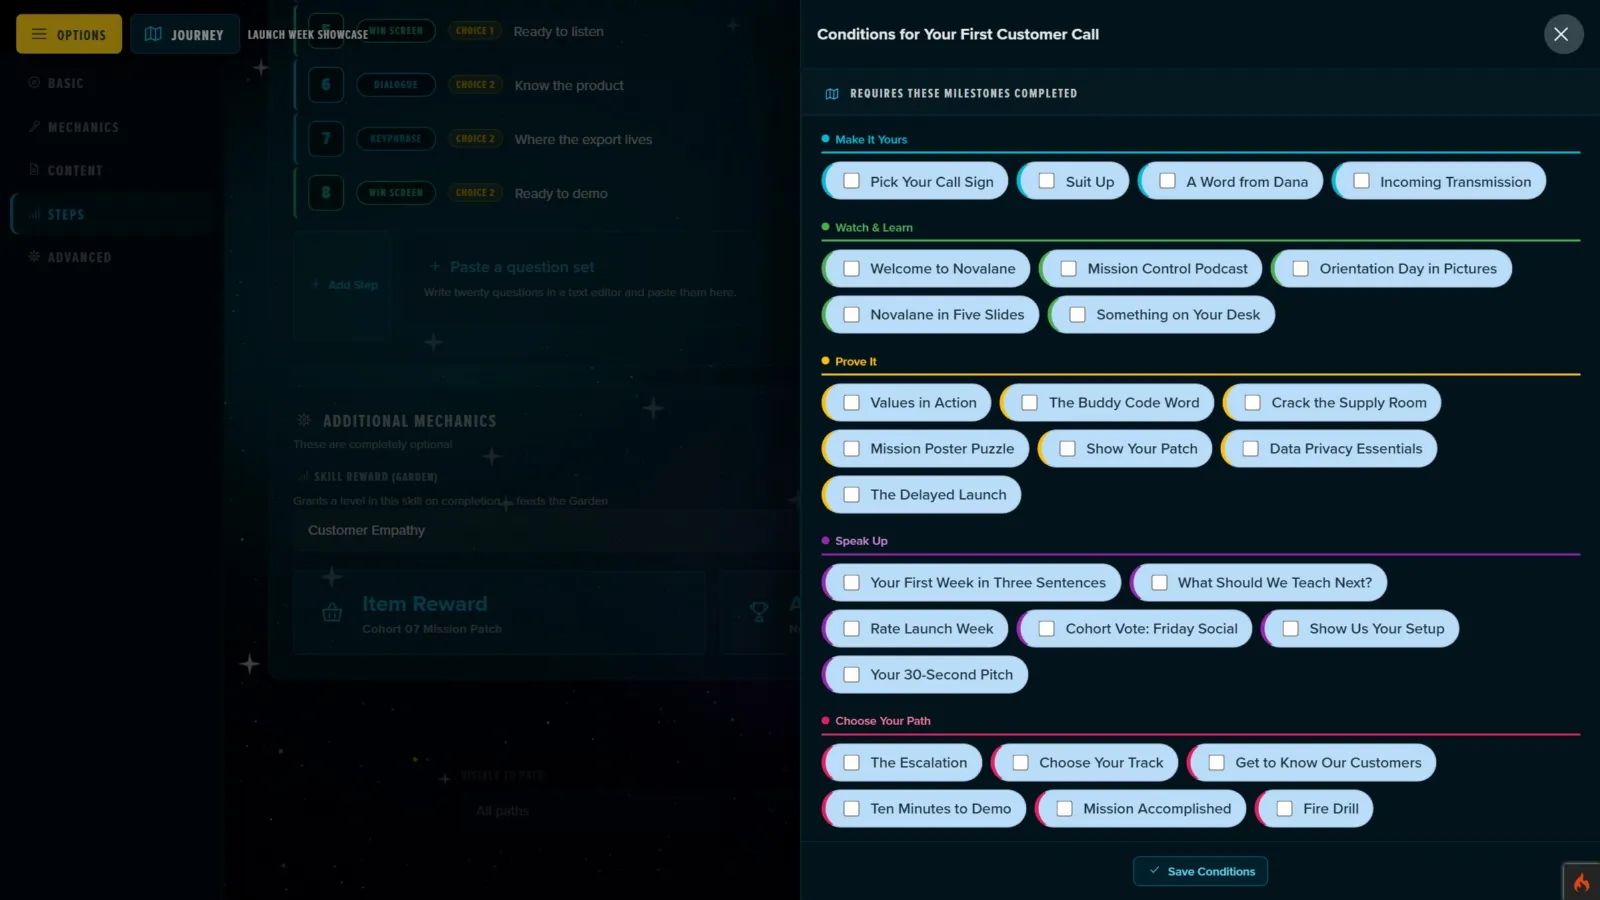 OPTIONS
JOURNEY
LAUNCH WEEK SHOWCASE
BASIC
MECHANICS
CONTENT
STEPS
ADVANCED
5 WIN SCREEN CHOICE 1 Ready to listen
6 DIALOGUE CHOICE 2 Know the product
7 KEYPHRASE CHOICE 2 Where the export lives
8 WIN SCREEN CHOICE 2 Ready to demo
+ Add Step
+ Paste a question set
Write twenty questions in a text editor and paste them here.
ADDITIONAL MECHANICS
These are completely optional
SKILL REWARD (GARDEN)
Grants a level in this skill on completion — feeds the Garden
Customer Empathy
Item Reward
Cohort 07 Mission Patch
VISIBLE TO PATH
All paths
Conditions for Your First Customer Call
REQUIRES THESE MILESTONES COMPLETED
Make It Yours
Pick Your Call Sign Suit Up A Word from Dana Incoming Transmission
Watch & Learn
Welcome to Novalane Mission Control Podcast Orientation Day in Pictures
Novalane in Five Slides Something on Your Desk
Prove It
Values in Action The Buddy Code Word Crack the Supply Room
Mission Poster Puzzle Show Your Patch Data Privacy Essentials
The Delayed Launch
Speak Up
Your First Week in Three Sentences What Should We Teach Next?
Rate Launch Week Cohort Vote: Friday Social Show Us Your Setup
Your 30-Second Pitch
Choose Your Path
The Escalation Choose Your Track Get to Know Our Customers
Ten Minutes to Demo Mission Accomplished Fire Drill
Save Conditions